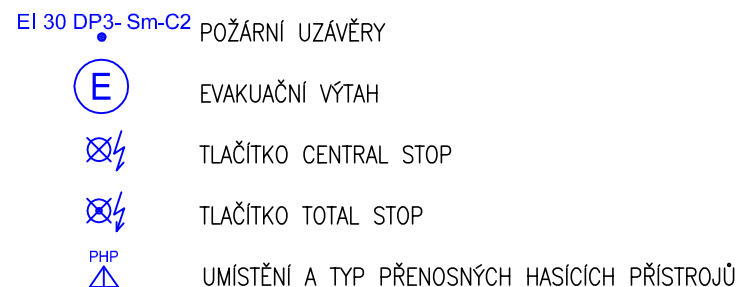 EI 30 DP3- Sm-C2 POŽÁRNÍ UZÁVĚRY
E EVAKUAČNÍ VÝTAH
TLAČÍTKO CENTRAL STOP
TLAČÍTKO TOTAL STOP
PHP
UMÍSTĚNÍ A TYP PŘENOSNÝCH HASÍCÍCH PŘÍSTROJŮ